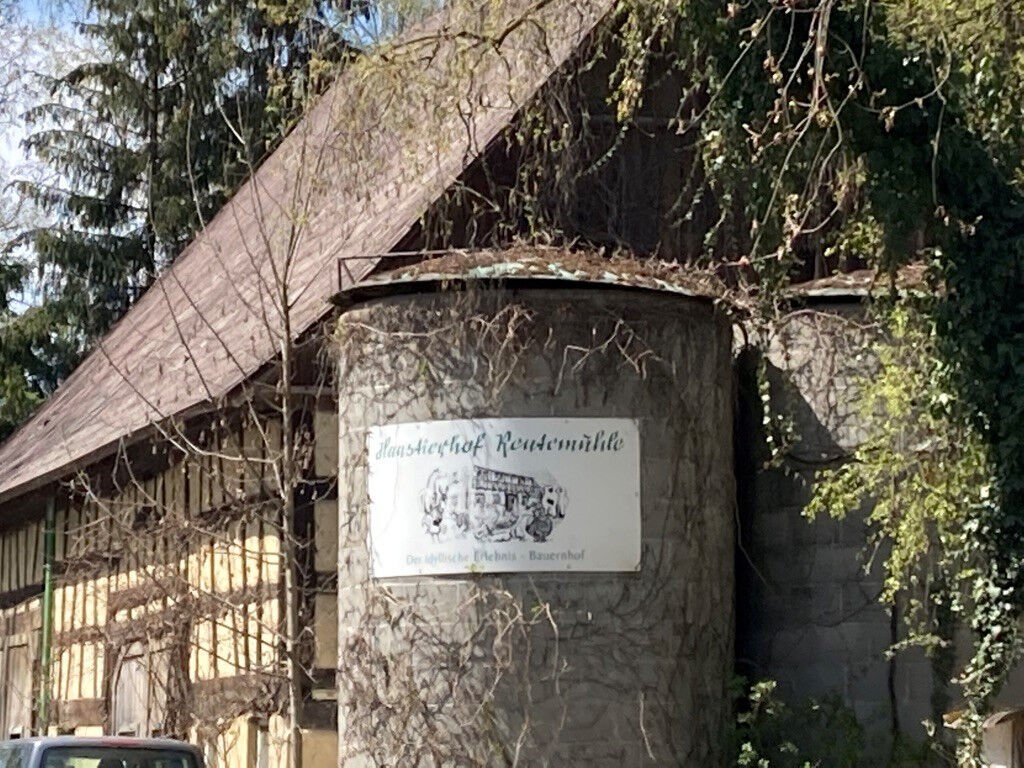 Haustierhof Reutemühle
Der idyllische Erlebnis - Bauernhof